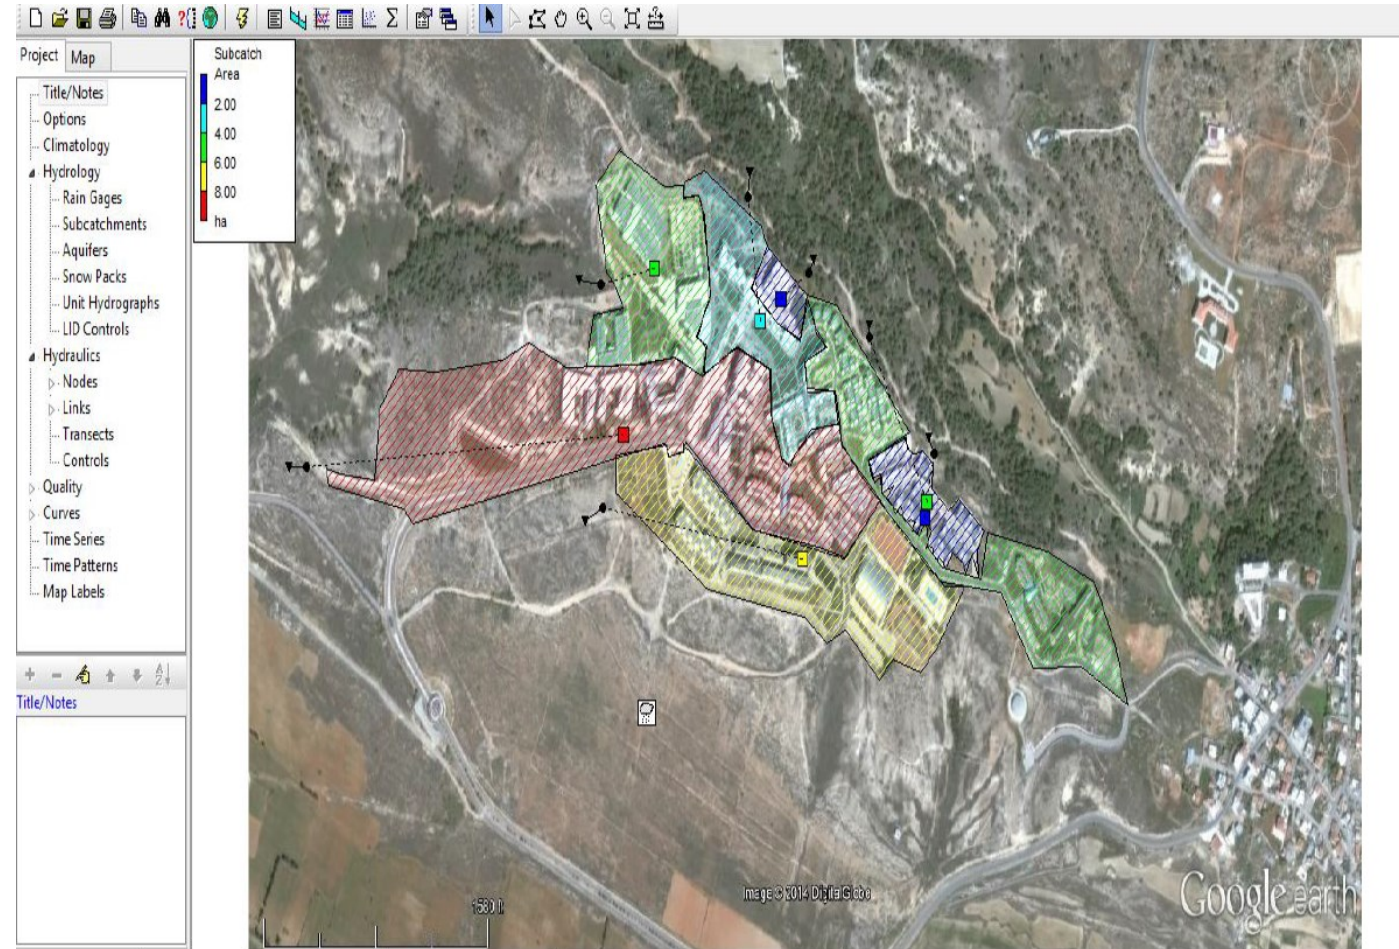 Project
Map
Title/Notes
Options
Climatology
Hydrology
Rain Gages
Subcatchments
Aquifers
Snow Packs
Unit Hydrographs
LID Controls
Hydraulics
Nodes
Links
Transects
Controls
Quality
Curves
Time Series
Time Patterns
Map Labels
Title/Notes
Subcatch
Area
2.00
4.00
6.00
8.00
ha
Image © 2014 DigitalGlobe
Google earth